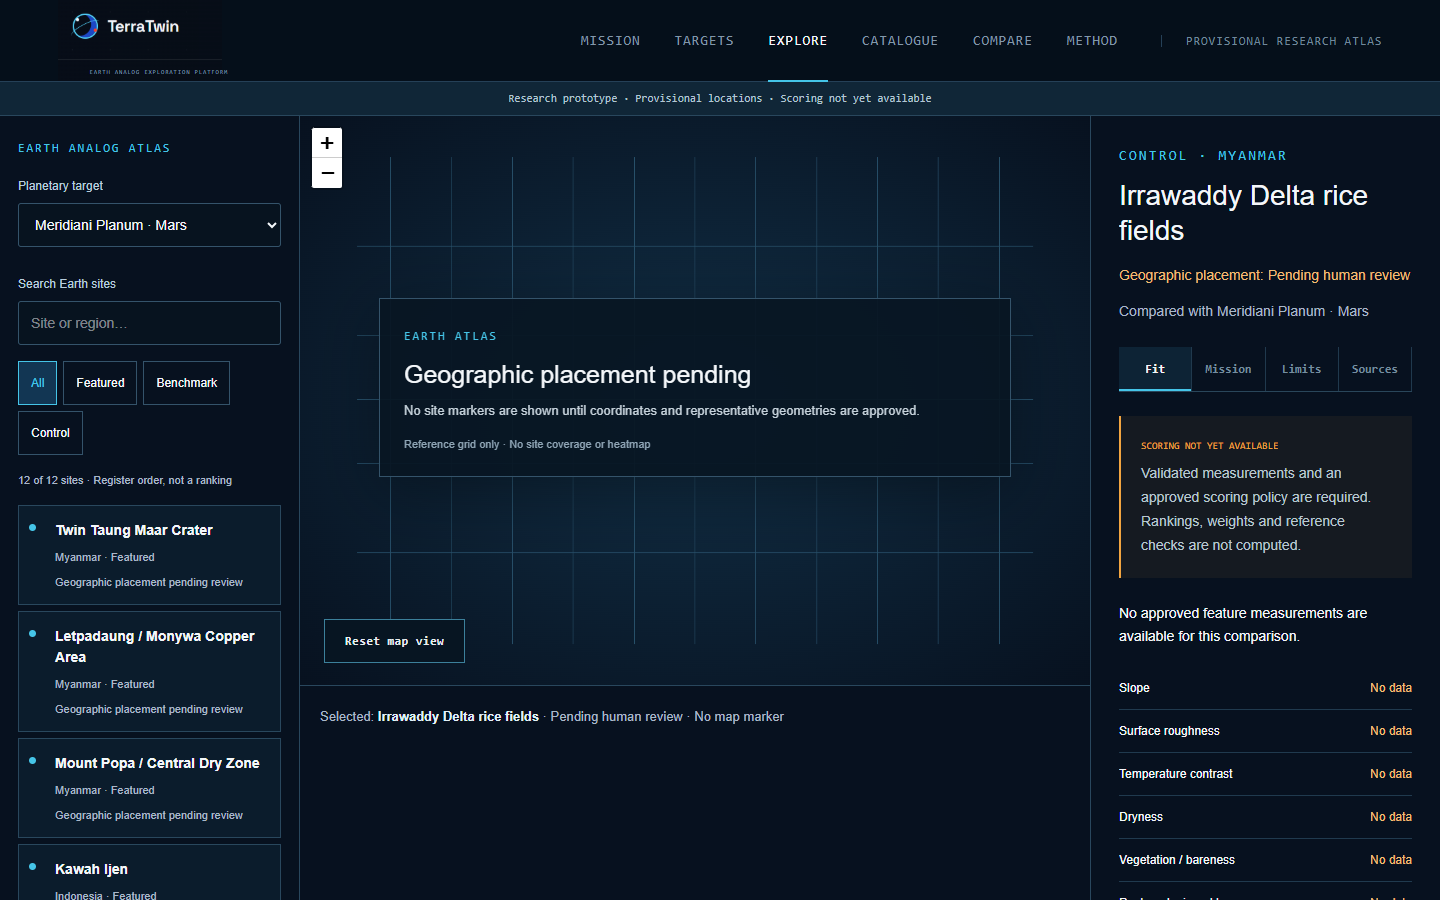 TerraTwin
EARTH ANALOG EXPLORATION PLATFORM
MISSION
TARGETS
EXPLORE
CATALOGUE
COMPARE
METHOD
PROVISIONAL RESEARCH ATLAS
Research prototype · Provisional locations · Scoring not yet available
EARTH ANALOG ATLAS
Planetary target
Meridiani Planum · Mars
Search Earth sites
Site or region...
All
Featured
Benchmark
Control
12 of 12 sites · Register order, not a ranking
Twin Taung Maar Crater
Myanmar · Featured
Geographic placement pending review
Letpadaung / Monywa Copper
Area
Myanmar · Featured
Geographic placement pending review
Mount Popa / Central Dry Zone
Myanmar · Featured
Geographic placement pending review
Kawah Ijen
Indonesia · Featured
+
−
EARTH ATLAS
Geographic placement pending
No site markers are shown until coordinates and representative geometries are approved.
Reference grid only · No site coverage or heatmap
Reset map view
Selected: Irrawaddy Delta rice fields · Pending human review · No map marker
CONTROL · MYANMAR
Irrawaddy Delta rice
fields
Geographic placement: Pending human review
Compared with Meridiani Planum · Mars
Fit
Mission
Limits
Sources
SCORING NOT YET AVAILABLE
Validated measurements and an
approved scoring policy are required.
Rankings, weights and reference
checks are not computed.
No approved feature measurements are
available for this comparison.
Slope No data
Surface roughness No data
Temperature contrast No data
Dryness No data
Vegetation / bareness No data